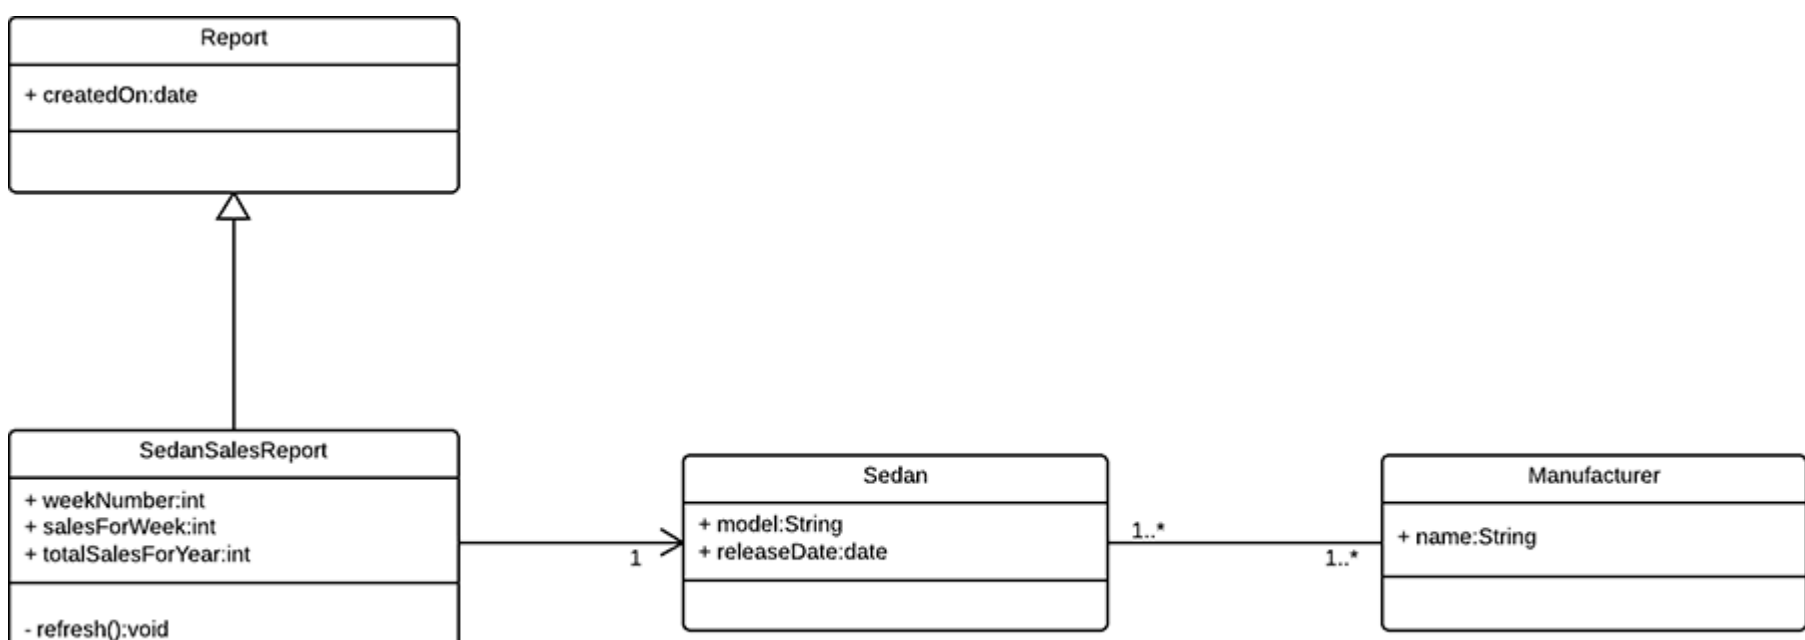 Report
+ createdOn:date
SedanSalesReport
+ weekNumber:int
+ salesForWeek:int
+ totalSalesForYear:int
- refresh():void
1
Sedan
+ model:String
+ releaseDate:date
1..*
1..*
Manufacturer
+ name:String